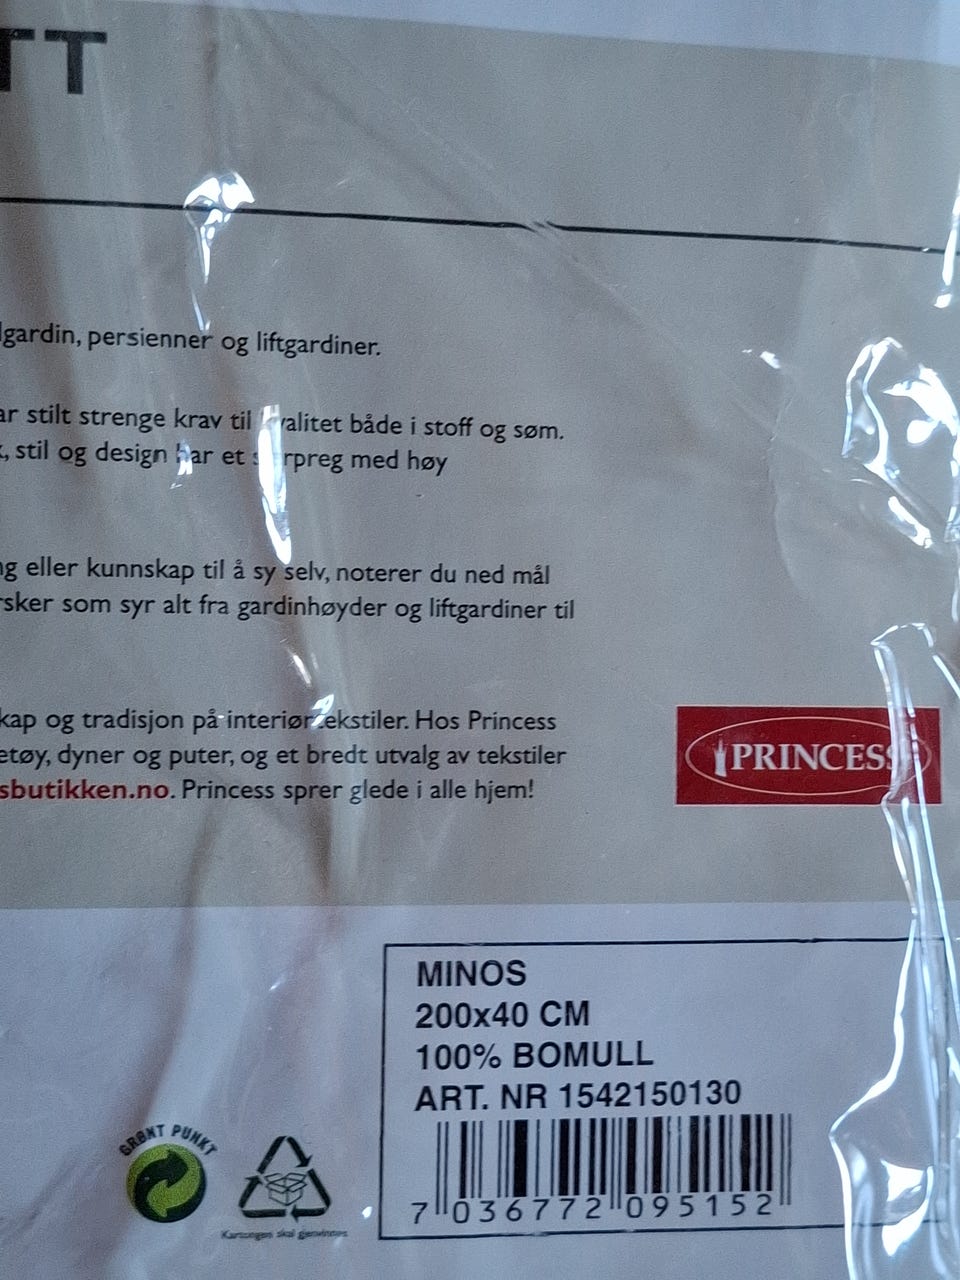 TT
gardin, persienner og liftgardiner.
ar stilt strenge krav til kvalitet både i stoff og søm.
, stil og design har et særpreg med høy
ng eller kunnskap til å sy selv, noterer du ned mål
rsker som syr alt fra gardinhøyder og liftgardiner til
kap og tradisjon på interiørtekstiler. Hos Princess
etøy, dyner og puter, og et bredt utvalg av tekstiler
sbutikken.no. Princess sprer glede i alle hjem!
PRINCESS
MINOS
200x40 CM
100% BOMULL
ART. NR 1542150130
7 036772 095152
GRØNT PUNKT
Kartongen skal gjenvinnes